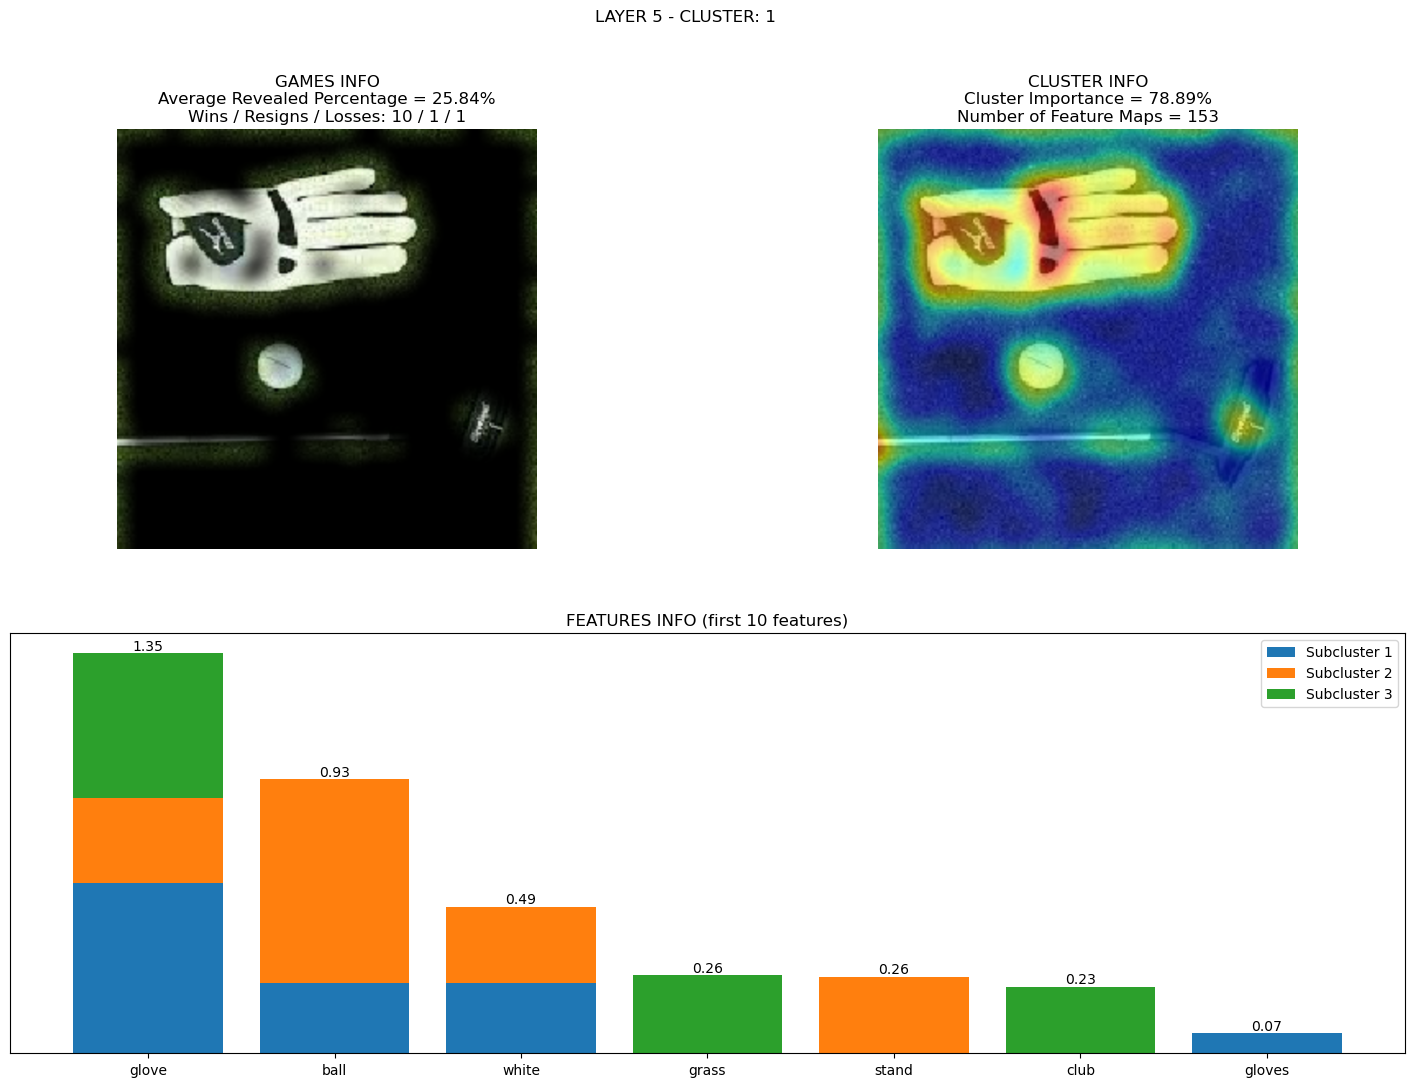 LAYER 5 - CLUSTER: 1
GAMES INFO
Average Revealed Percentage = 25.84%
Wins / Resigns / Losses: 10 / 1 / 1
CLUSTER INFO
Cluster Importance = 78.89%
Number of Feature Maps = 153
FEATURES INFO (first 10 features)
Subcluster 1
Subcluster 2
Subcluster 3
1.35
0.93
0.49
0.26
0.26
0.23
0.07
glove
ball
white
grass
stand
club
gloves